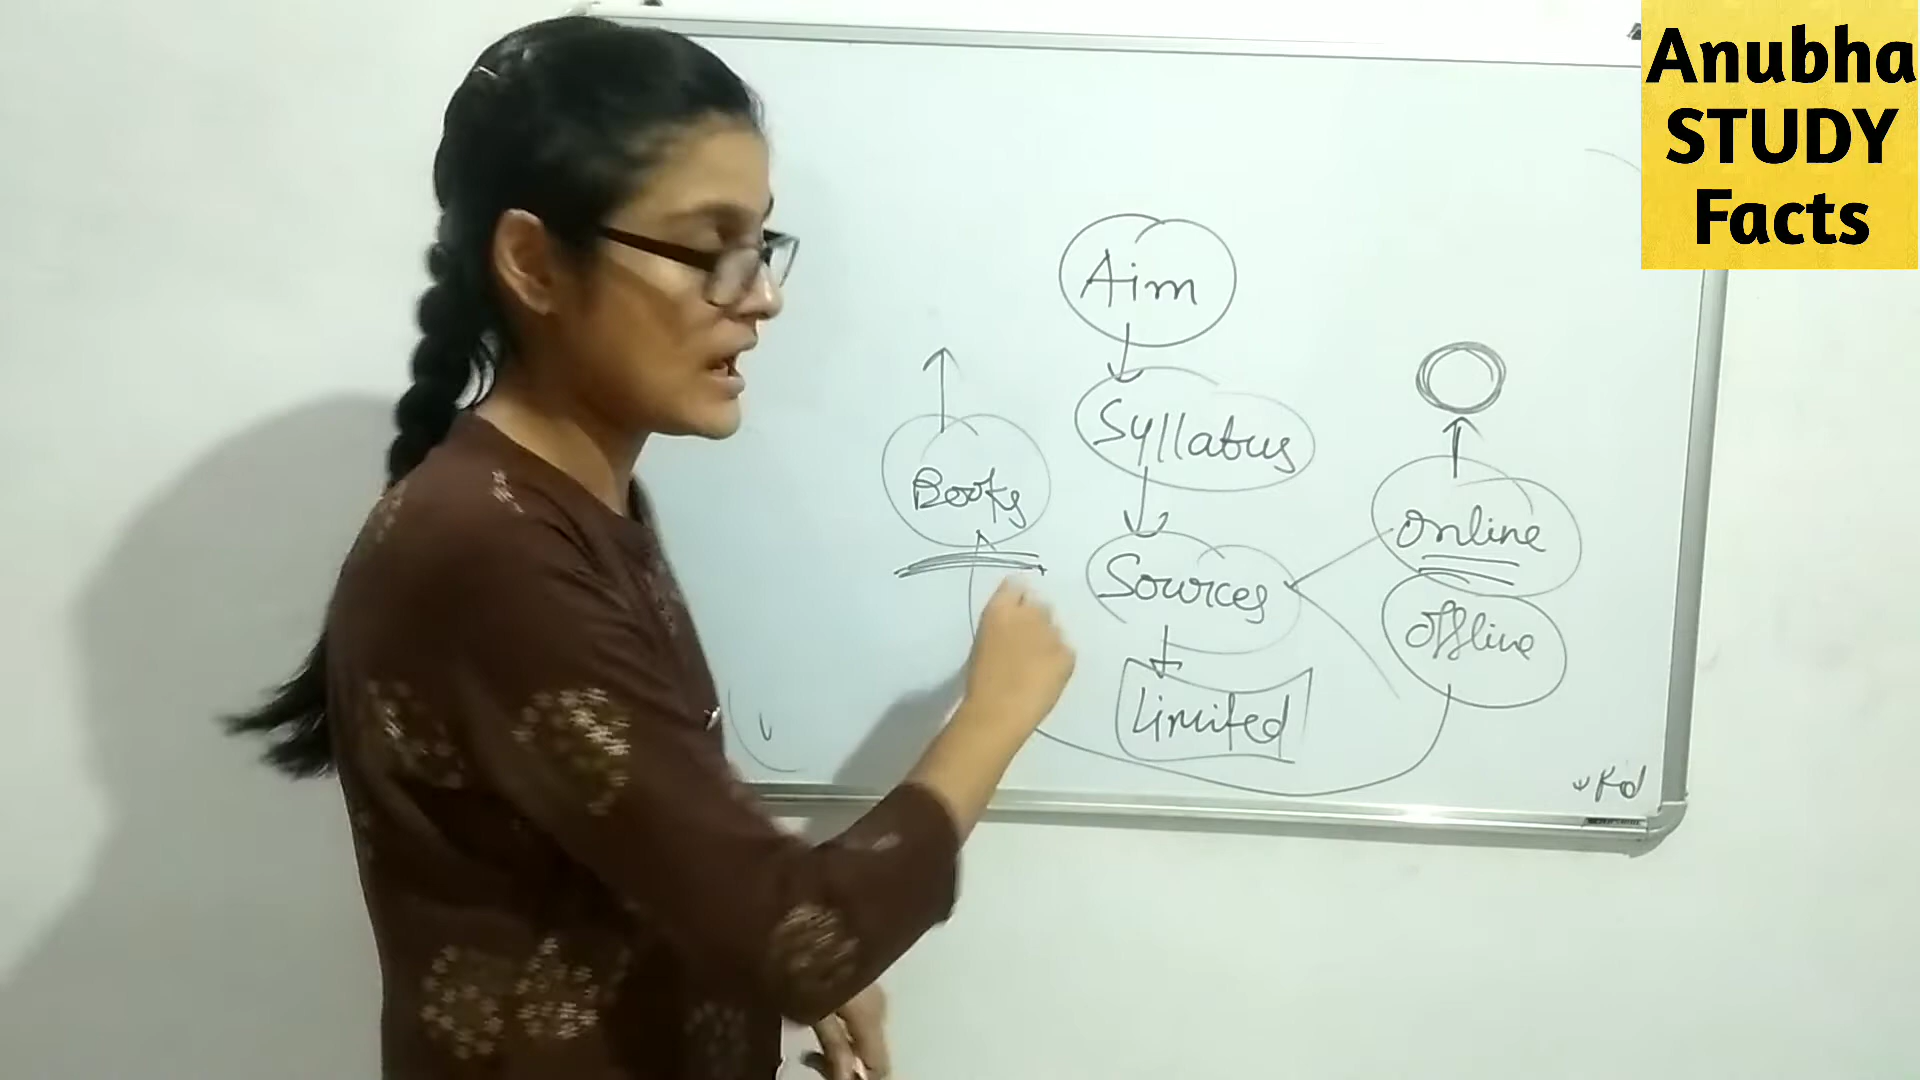 Anubha
STUDY
Facts
Aim
Syllabus
Books
Online
Sources
Offline
Limited